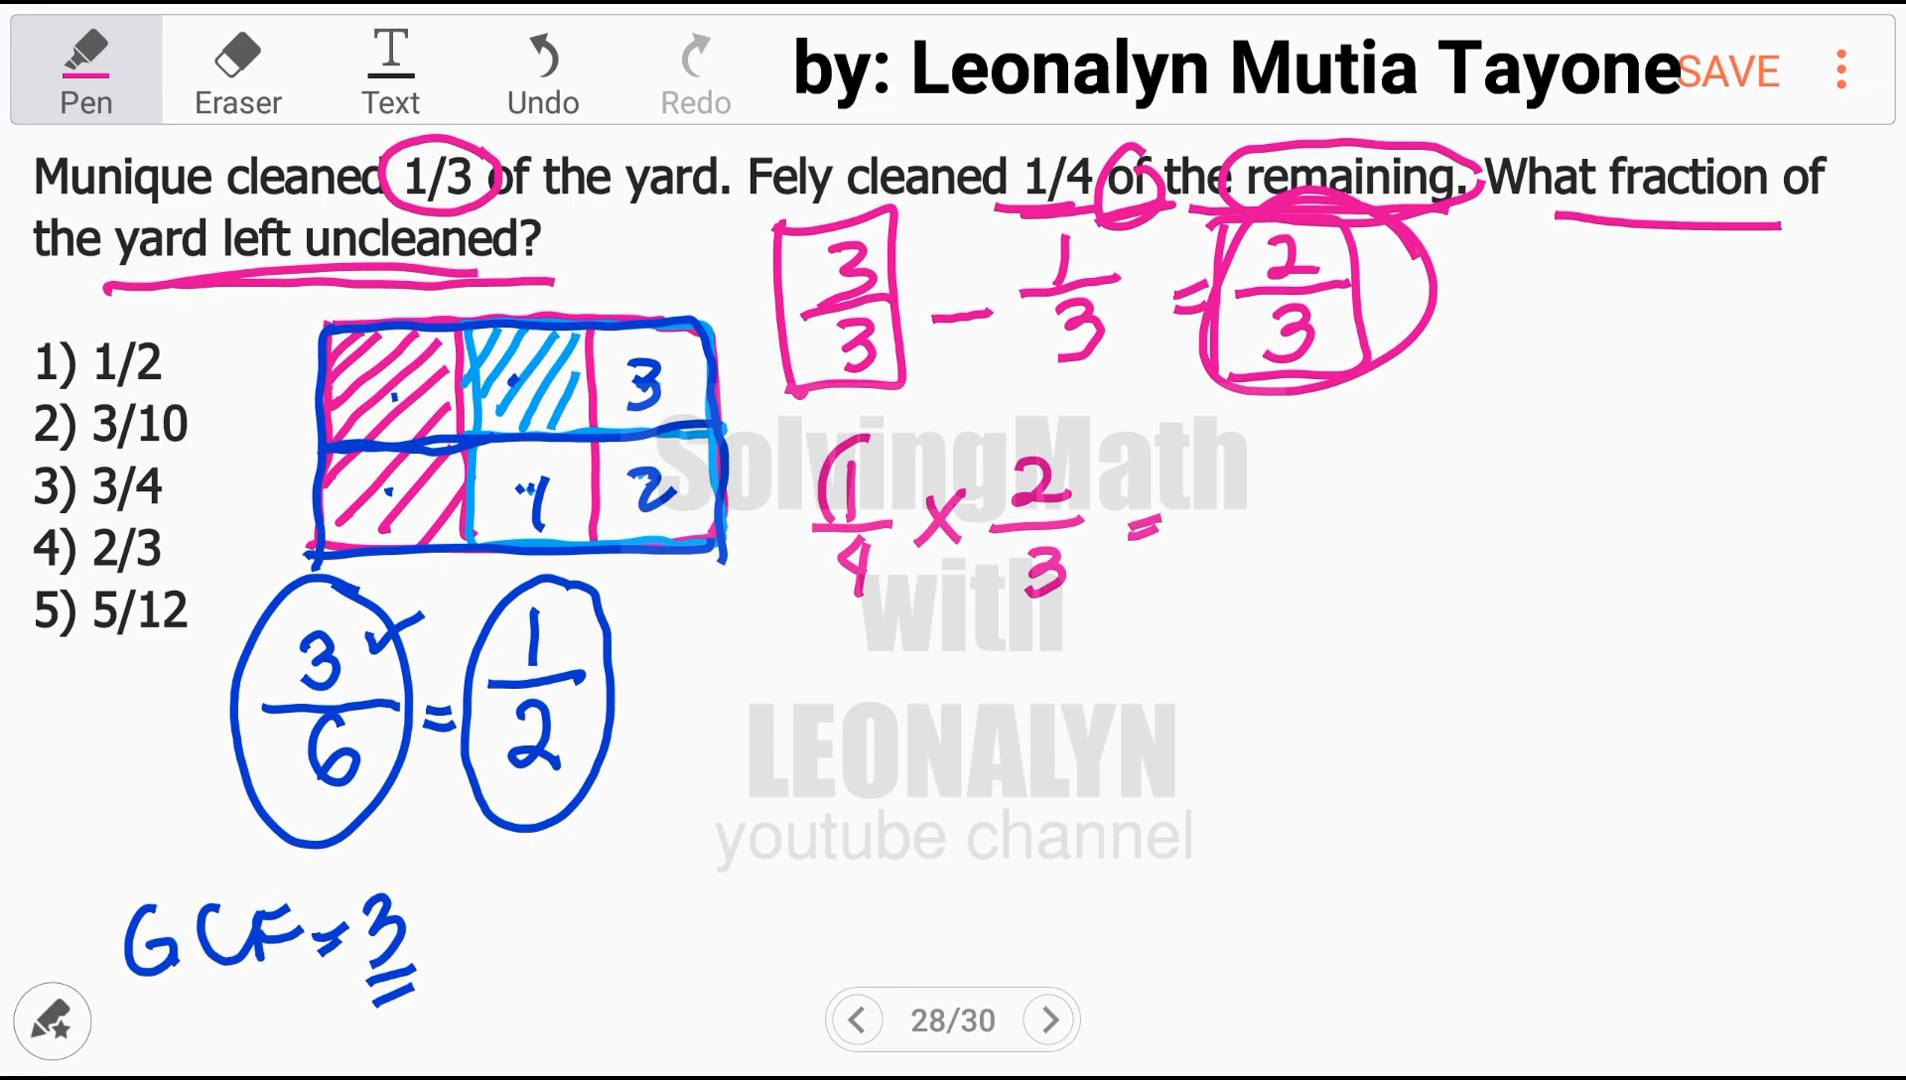 Pen Eraser Text Undo Redo by: Leonalyn Mutia Tayone SAVE
Munique cleaned 1/3 of the yard. Fely cleaned 1/4 of the remaining. What fraction of
the yard left uncleaned?
3/3 - 1/3 = 2/3
1) 1/2
2) 3/10
3) 3/4
4) 2/3
5) 5/12
3
1 2
1/4 x 2/3 =
3/6 = 1/2
GCF = 3
SolvingMath
with
LEONALYN
youtube channel
28/30